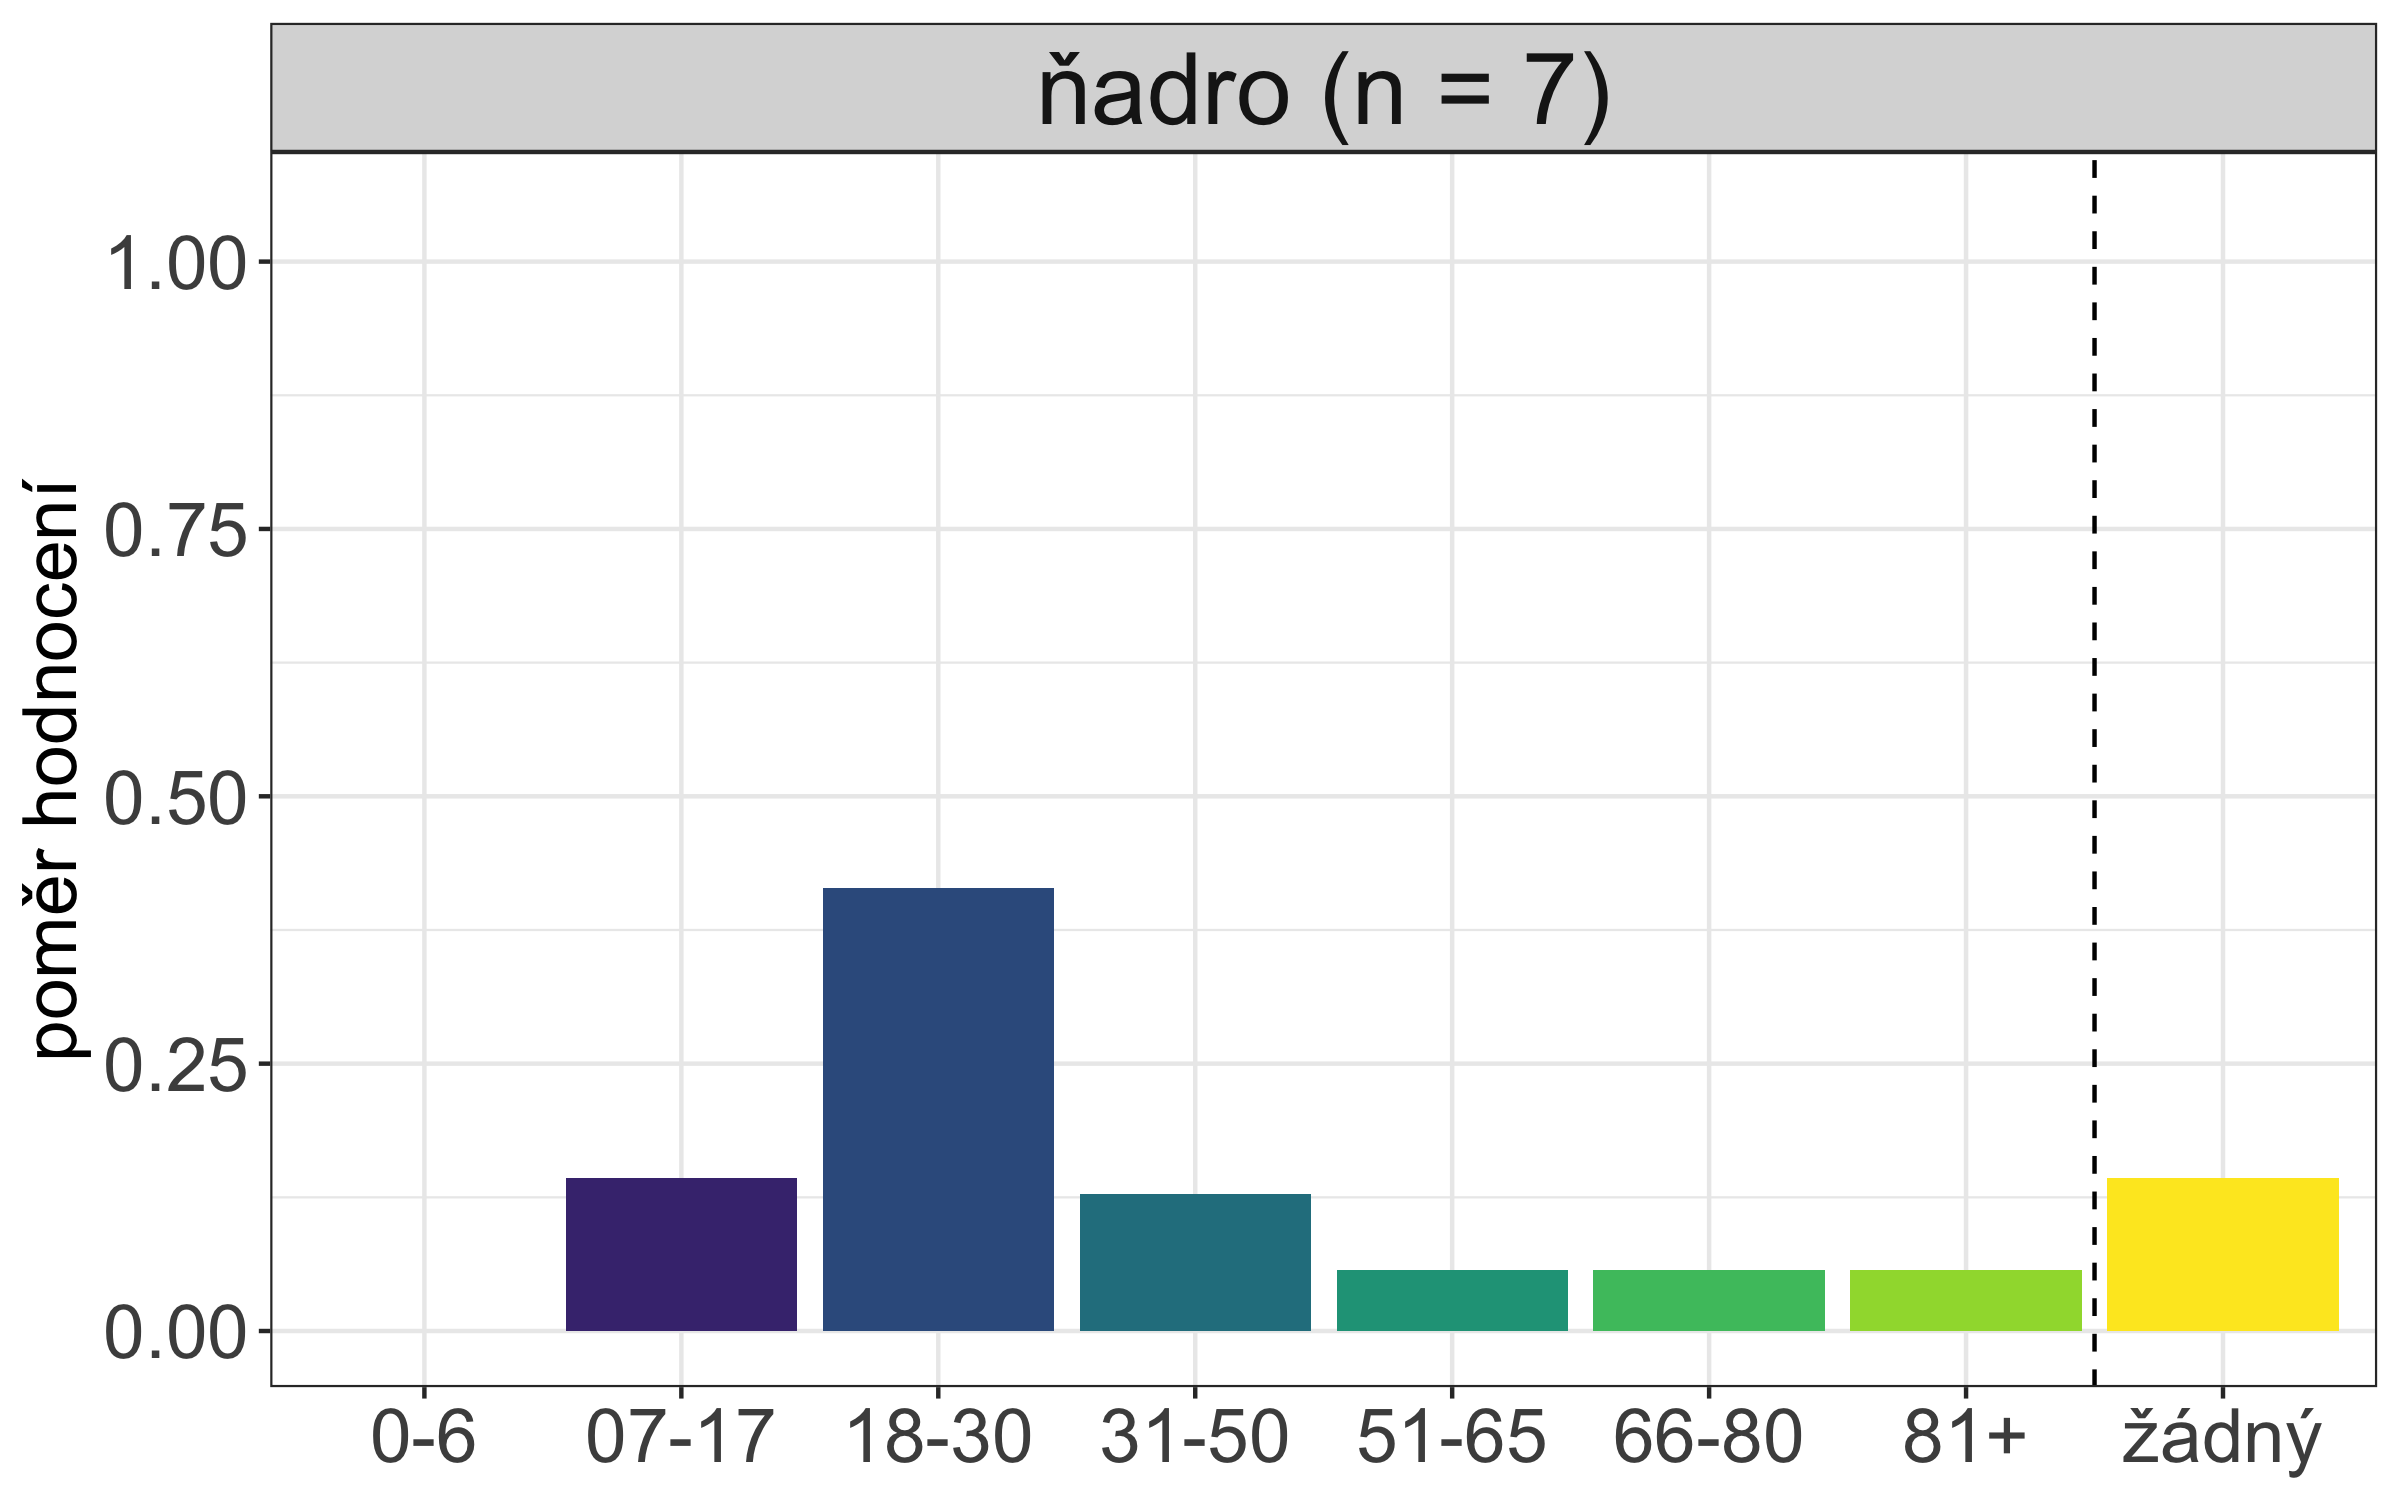 ňadro (n = 7)
poměr hodnocení
1.00
0.75
0.50
0.25
0.00
0-6 07-17 18-30 31-50 51-65 66-80 81+ žádný